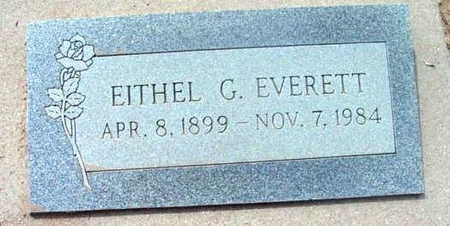 EITHEL G. EVERETT
APR. 8, 1899 – NOV. 7, 1984